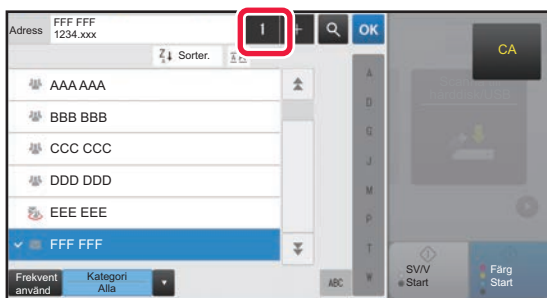 Adress
FFF FFF
1234.xxx
1
+
OK
CA
Sorter.
AAA AAA
BBB BBB
CCC CCC
DDD DDD
EEE EEE
FFF FFF
A
D
G
J
M
P
T
W
Frekvent
använd
Kategori
Alla
ABC
SV/V
Start
Färg
Start